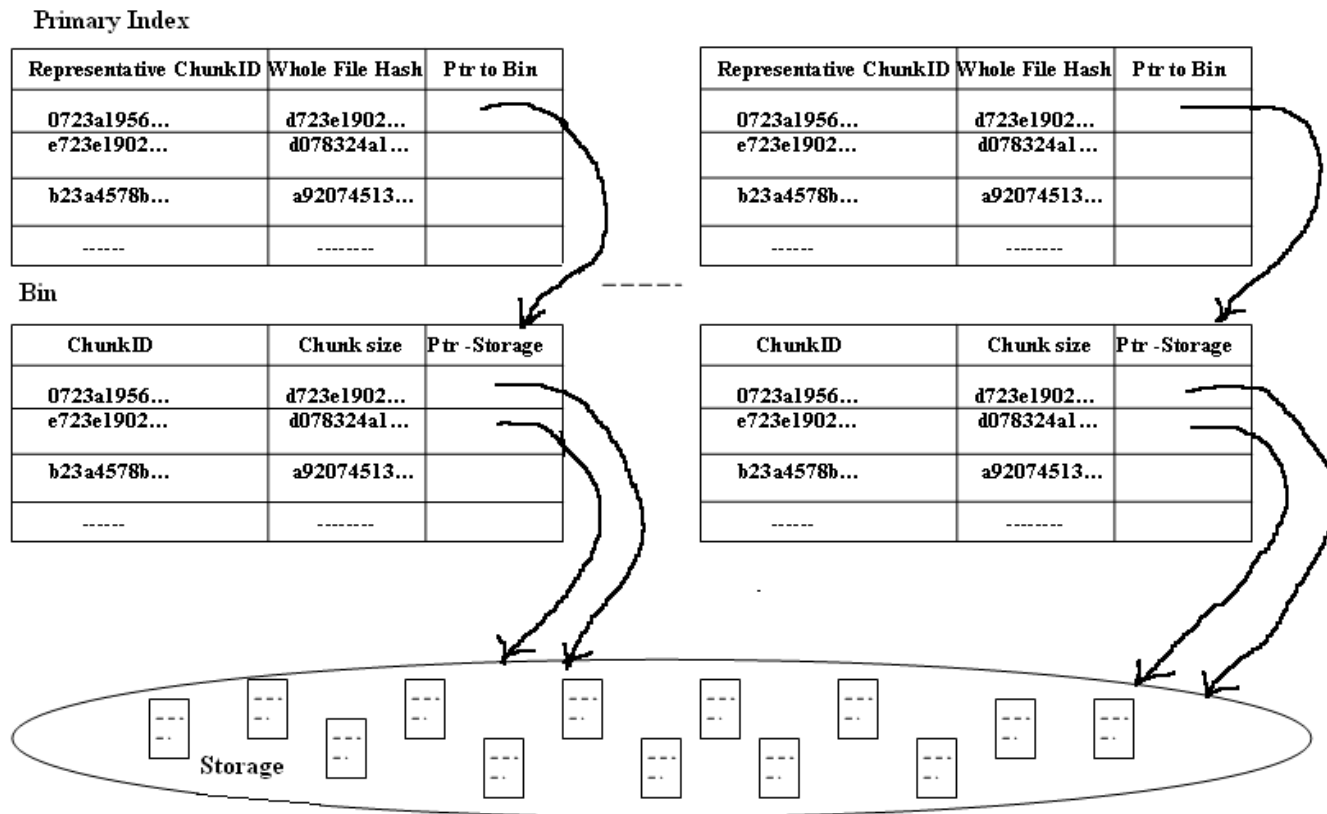 Primary Index
Representative ChunkID Whole File Hash Ptr to Bin
0723a1956... d723e1902...
e723e1902... d078324a1...
b23a4578b... a92074513...
------ --------
Representative ChunkID Whole File Hash Ptr to Bin
0723a1956... d723e1902...
e723e1902... d078324a1...
b23a4578b... a92074513...
------ --------
-----
Bin
ChunkID Chunk size Ptr -Storage
0723a1956... d723e1902...
e723e1902... d078324a1...
b23a4578b... a92074513...
------ --------
ChunkID Chunk size Ptr -Storage
0723a1956... d723e1902...
e723e1902... d078324a1...
b23a4578b... a92074513...
------ --------
Storage